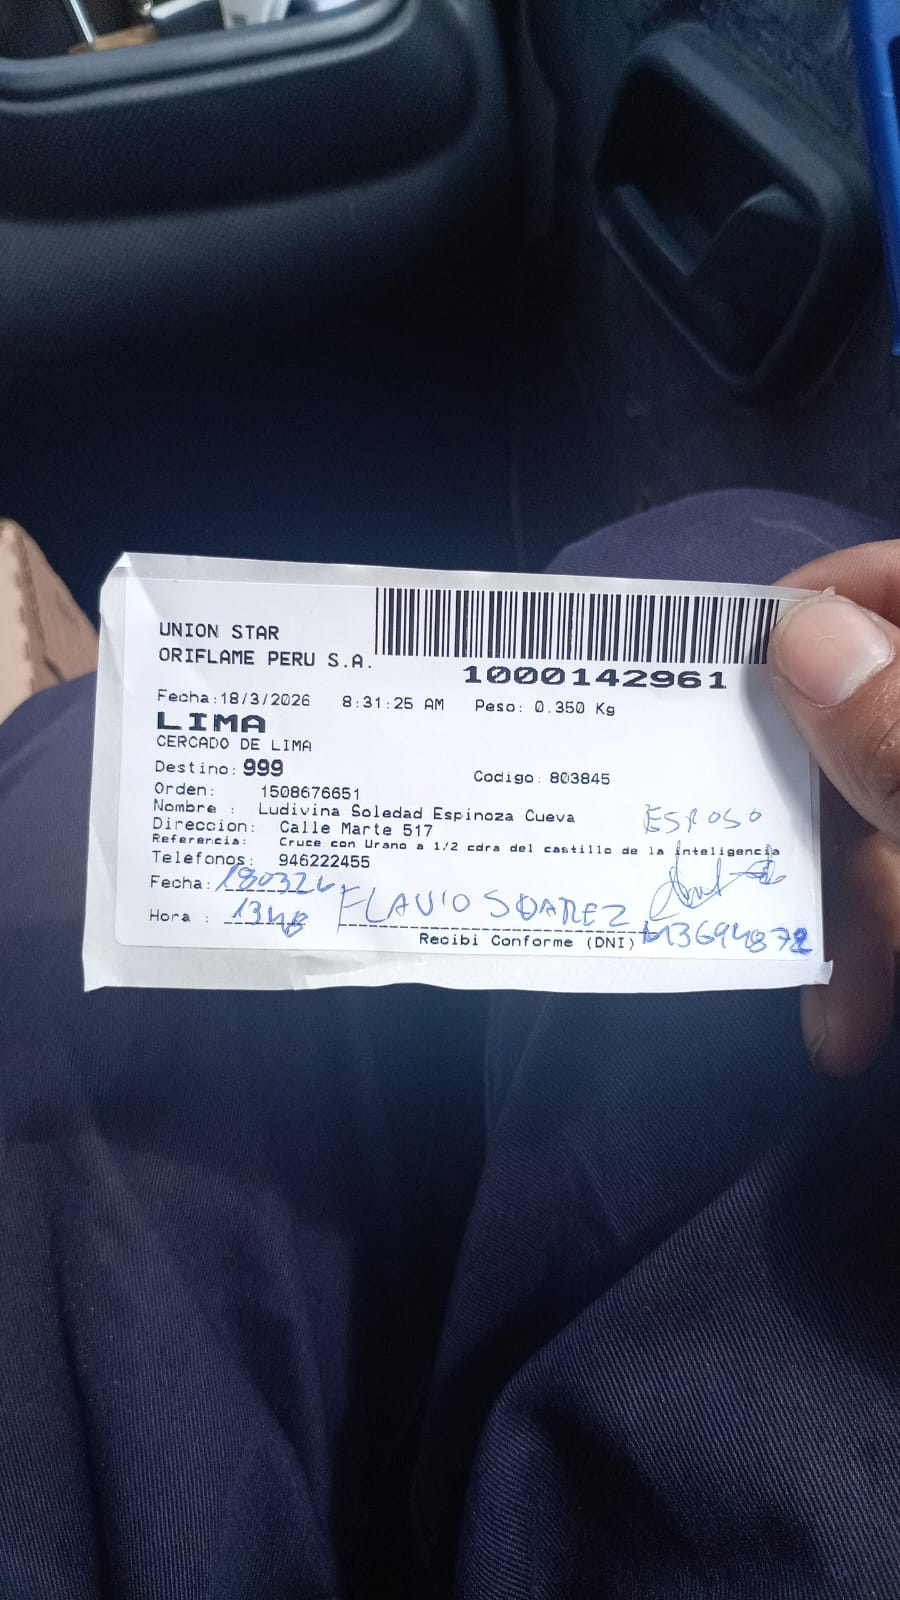 UNION STAR
ORIFLAME PERU S.A.
1000142961
Fecha:18/3/2026 8:31:25 AM Peso: 0.350 Kg
LIMA
CERCADO DE LIMA
Destino: 999 Codigo: 803845
Orden: 1508676651
Nombre : Ludivina Soledad Espinoza Cueva
ESPOSO
Direccion: Calle Marte 517
Referencia: Cruce con Urano a 1/2 cdra del castillo de la inteligencia
Telefonos: 946222455
Fecha: 180326
Hora : 1348 FLAVIO SOAREZ
Recibi Conforme (DNI)